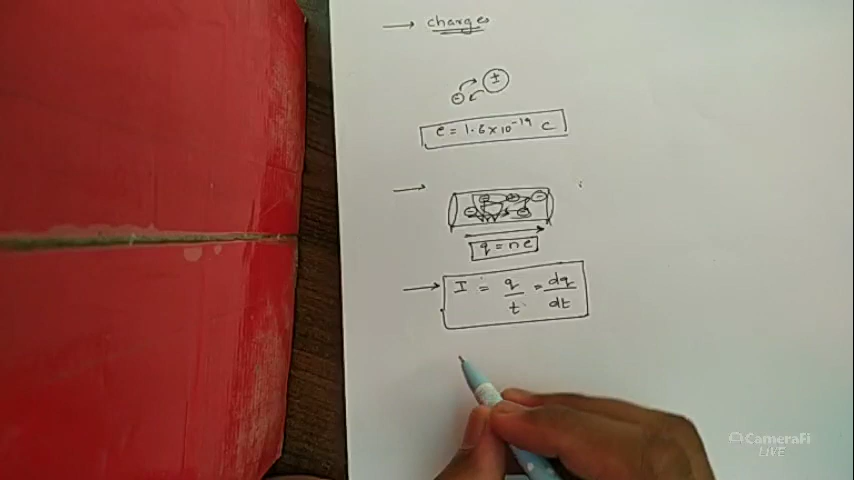 → charges
e = 1.6 × 10⁻¹⁹ C
q = ne
I = q/t = dq/dt
CameraFi
LIVE